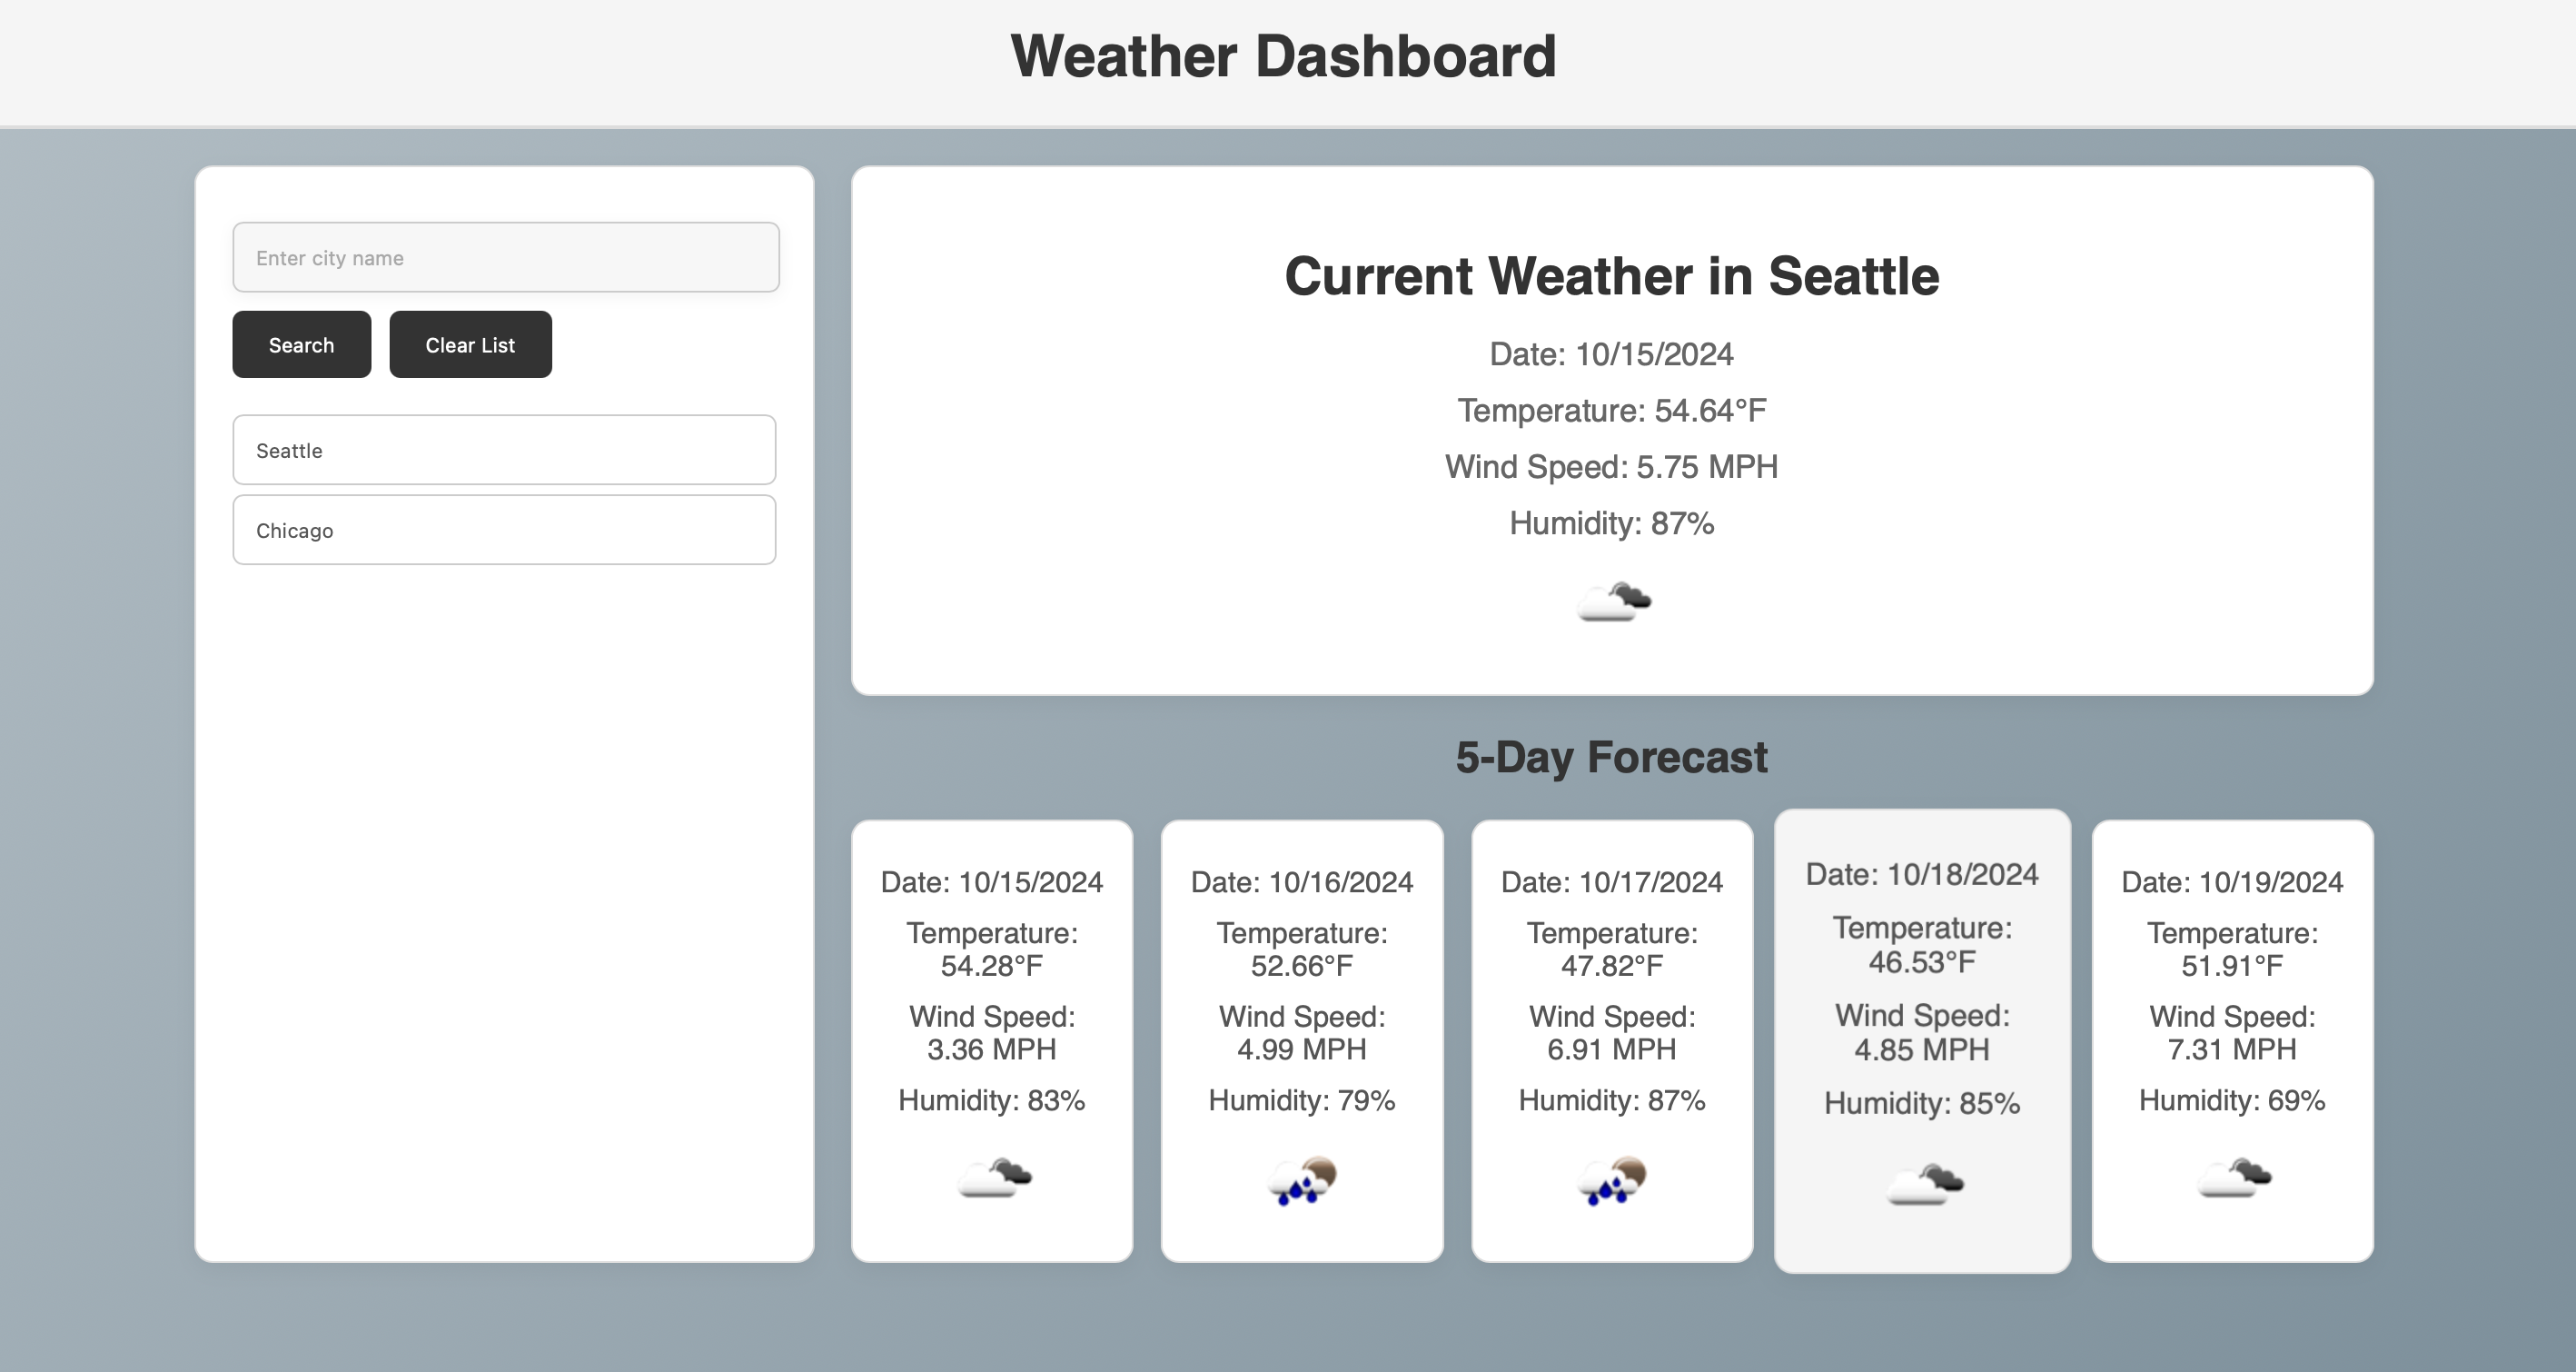 Weather Dashboard
Enter city name
Search
Clear List
Seattle
Chicago
Current Weather in Seattle
Date: 10/15/2024
Temperature: 54.64°F
Wind Speed: 5.75 MPH
Humidity: 87%
5-Day Forecast
Date: 10/15/2024
Temperature:
54.28°F
Wind Speed:
3.36 MPH
Humidity: 83%
Date: 10/16/2024
Temperature:
52.66°F
Wind Speed:
4.99 MPH
Humidity: 79%
Date: 10/17/2024
Temperature:
47.82°F
Wind Speed:
6.91 MPH
Humidity: 87%
Date: 10/18/2024
Temperature:
46.53°F
Wind Speed:
4.85 MPH
Humidity: 85%
Date: 10/19/2024
Temperature:
51.91°F
Wind Speed:
7.31 MPH
Humidity: 69%